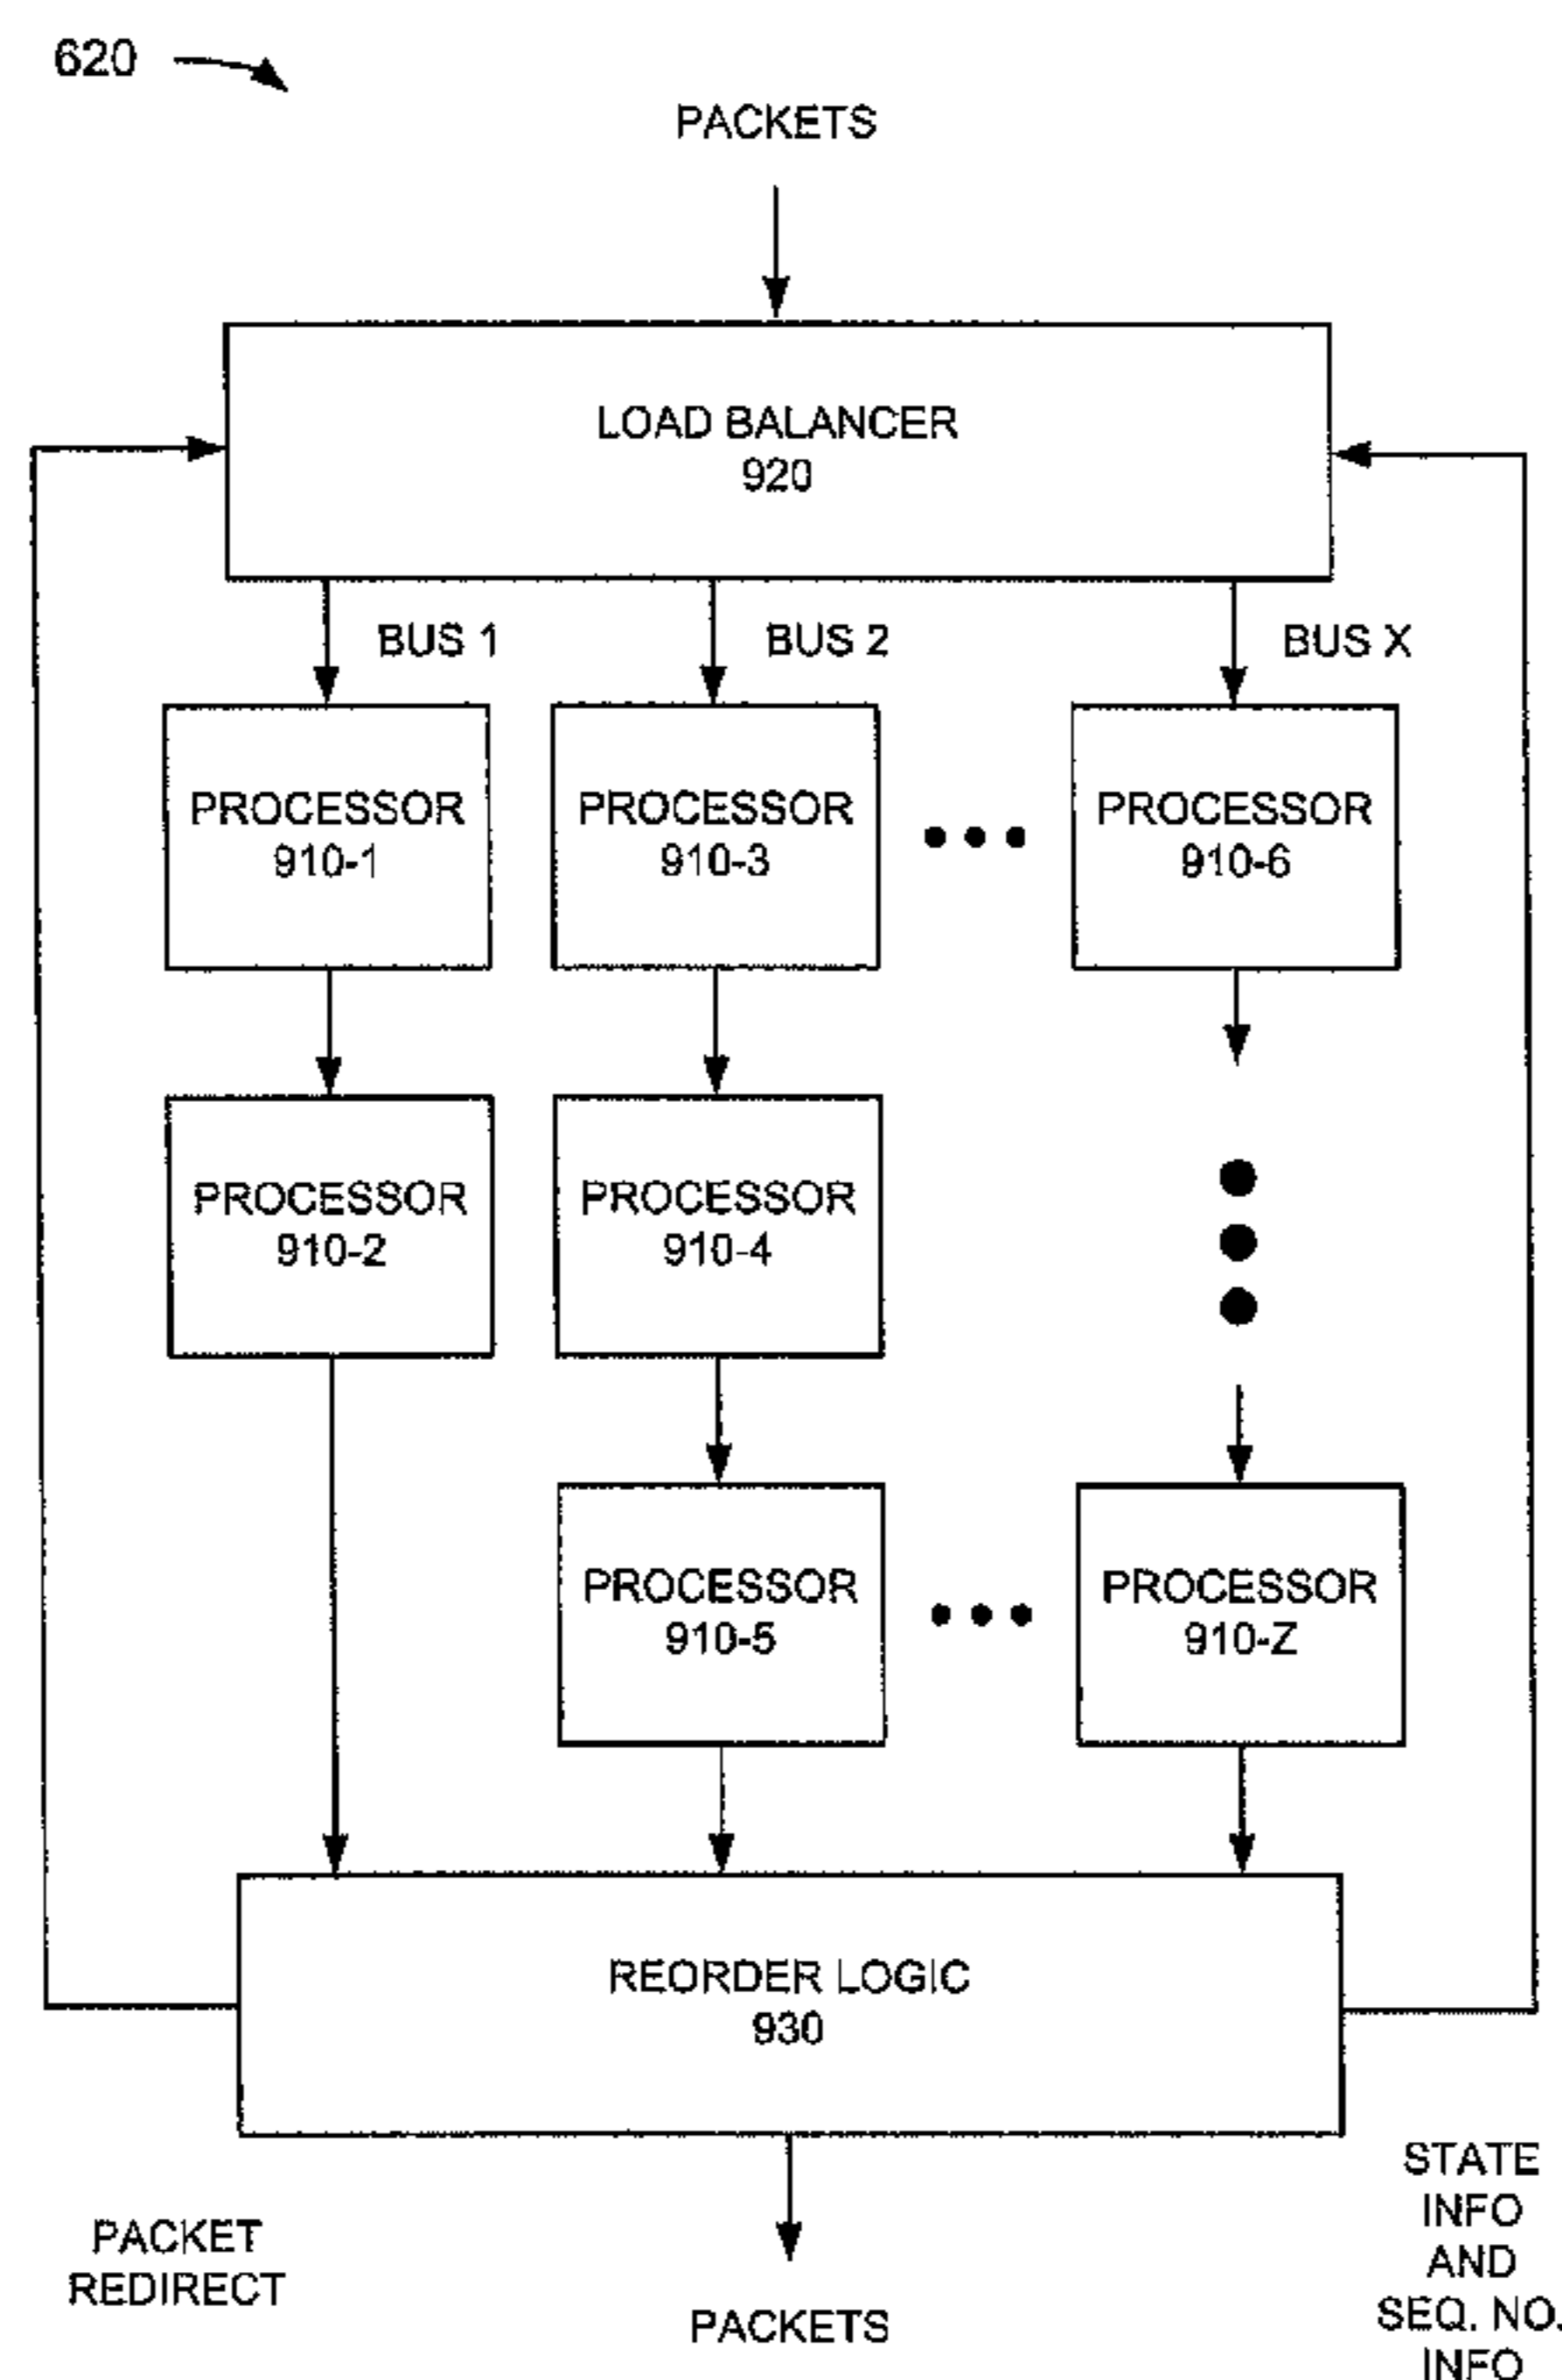 620
PACKETS
LOAD BALANCER
920
BUS 1
BUS 2
BUS X
PROCESSOR
910-1
PROCESSOR
910-3
PROCESSOR
910-6
PROCESSOR
910-2
PROCESSOR
910-4
PROCESSOR
910-5
PROCESSOR
910-Z
REORDER LOGIC
930
PACKET
REDIRECT
PACKETS
STATE
INFO
AND
SEQ. NO.
INFO